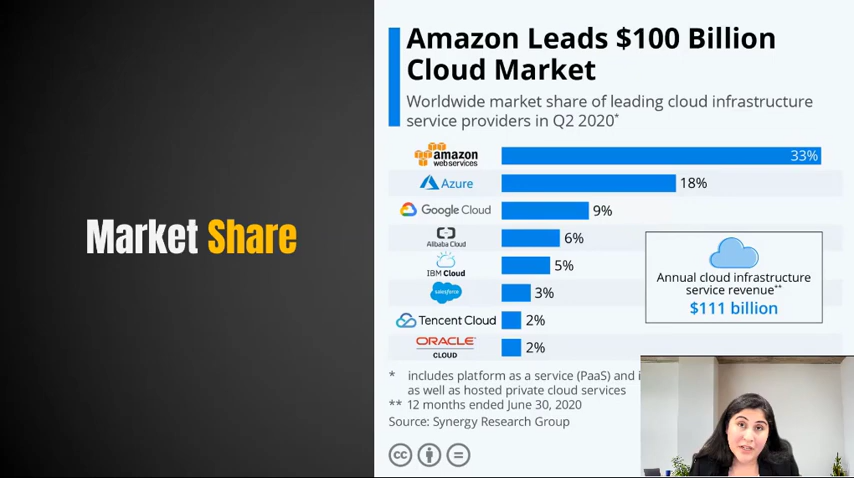 Market Share
Amazon Leads $100 Billion
Cloud Market
Worldwide market share of leading cloud infrastructure
service providers in Q2 2020*
amazon
webservices
33%
Azure
18%
Google Cloud
9%
Alibaba Cloud
6%
IBM Cloud
5%
salesforce
3%
Tencent Cloud
2%
ORACLE
CLOUD
2%
Annual cloud infrastructure
service revenue**
$111 billion
* includes platform as a service (PaaS) and
as well as hosted private cloud services
** 12 months ended June 30, 2020
Source: Synergy Research Group
cc